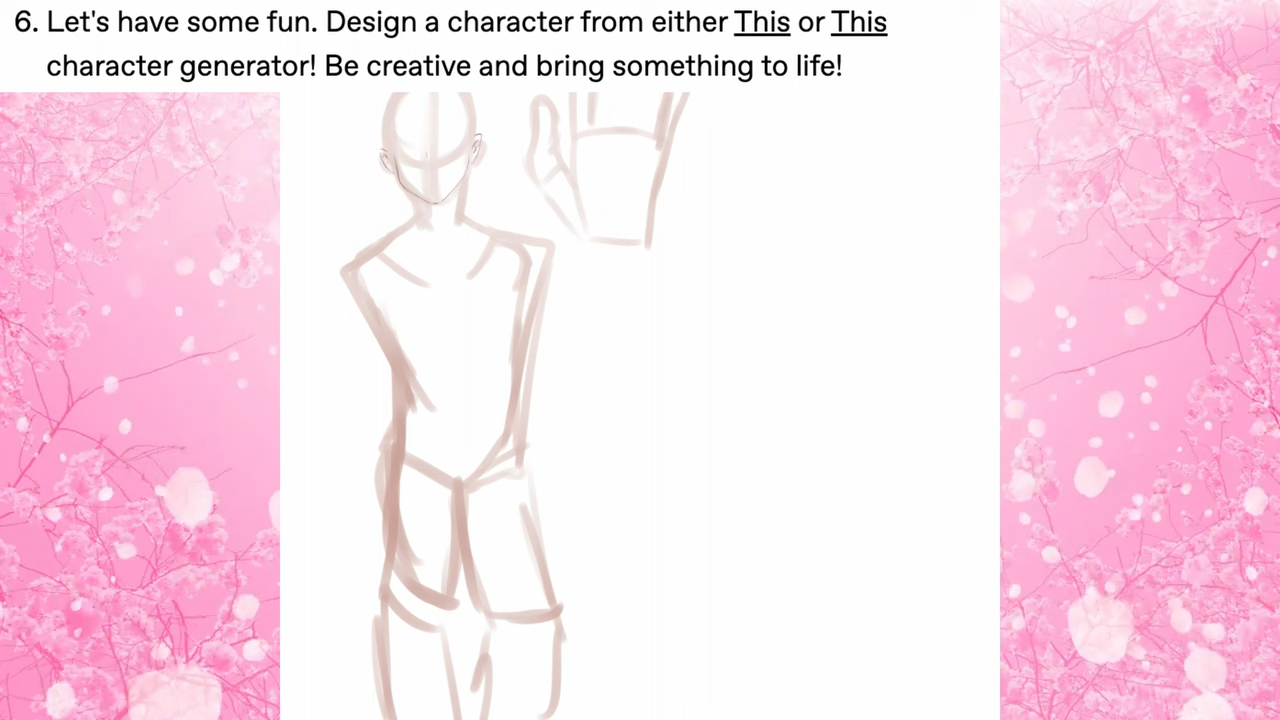 6. Let's have some fun. Design a character from either This or This
character generator! Be creative and bring something to life!